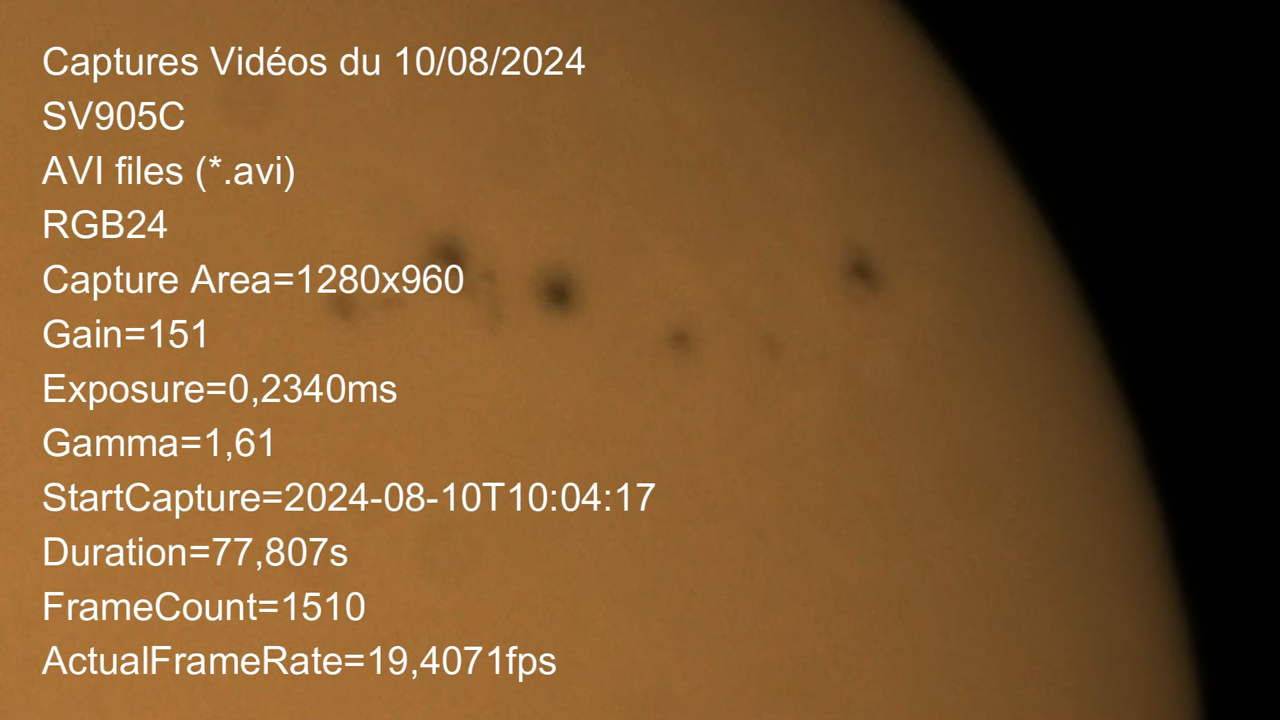 Captures Vidéos du 10/08/2024
SV905C
AVI files (*.avi)
RGB24
Capture Area=1280x960
Gain=151
Exposure=0,2340ms
Gamma=1,61
StartCapture=2024-08-10T10:04:17
Duration=77,807s
FrameCount=1510
ActualFrameRate=19,4071fps